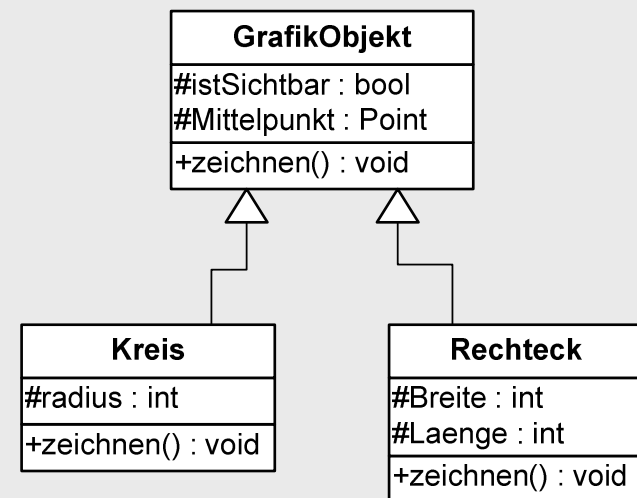 GrafikObjekt
#istSichtbar : bool
#Mittelpunkt : Point
+zeichnen() : void
Kreis
#radius : int
+zeichnen() : void
Rechteck
#Breite : int
#Laenge : int
+zeichnen() : void